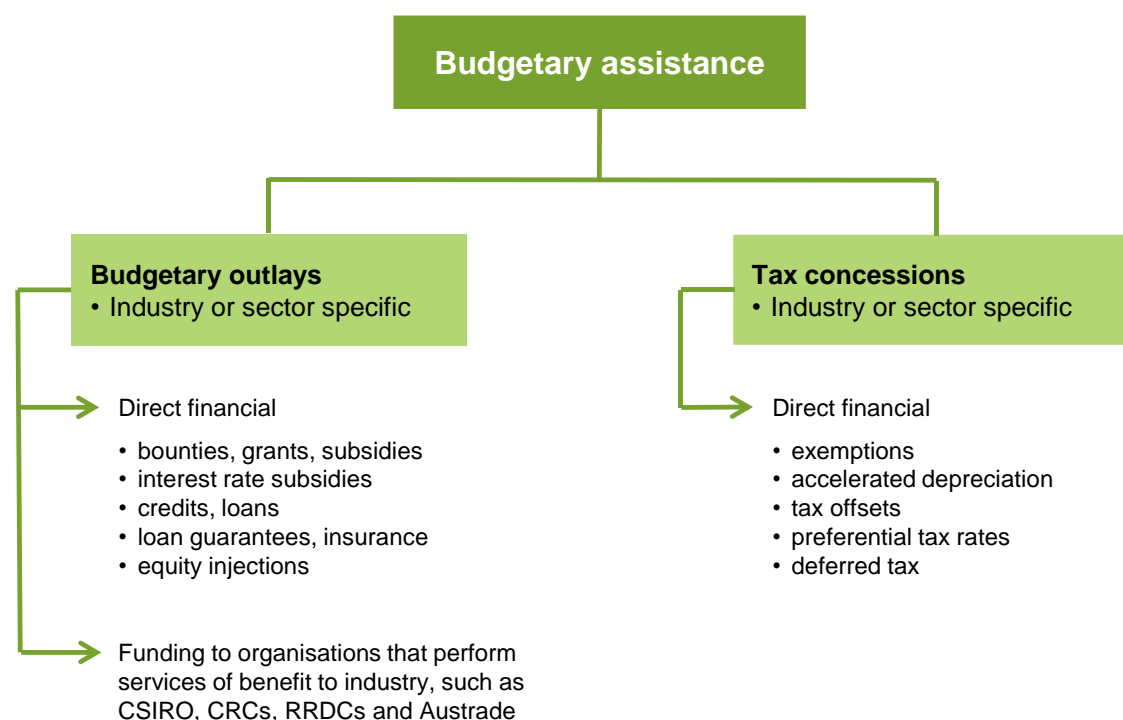 Budgetary assistance
Budgetary outlays
• Industry or sector specific
Tax concessions
• Industry or sector specific
Direct financial
• bounties, grants, subsidies
• interest rate subsidies
• credits, loans
• loan guarantees, insurance
• equity injections
Funding to organisations that perform
services of benefit to industry, such as
CSIRO, CRCs, RRDCs and Austrade
Direct financial
• exemptions
• accelerated depreciation
• tax offsets
• preferential tax rates
• deferred tax